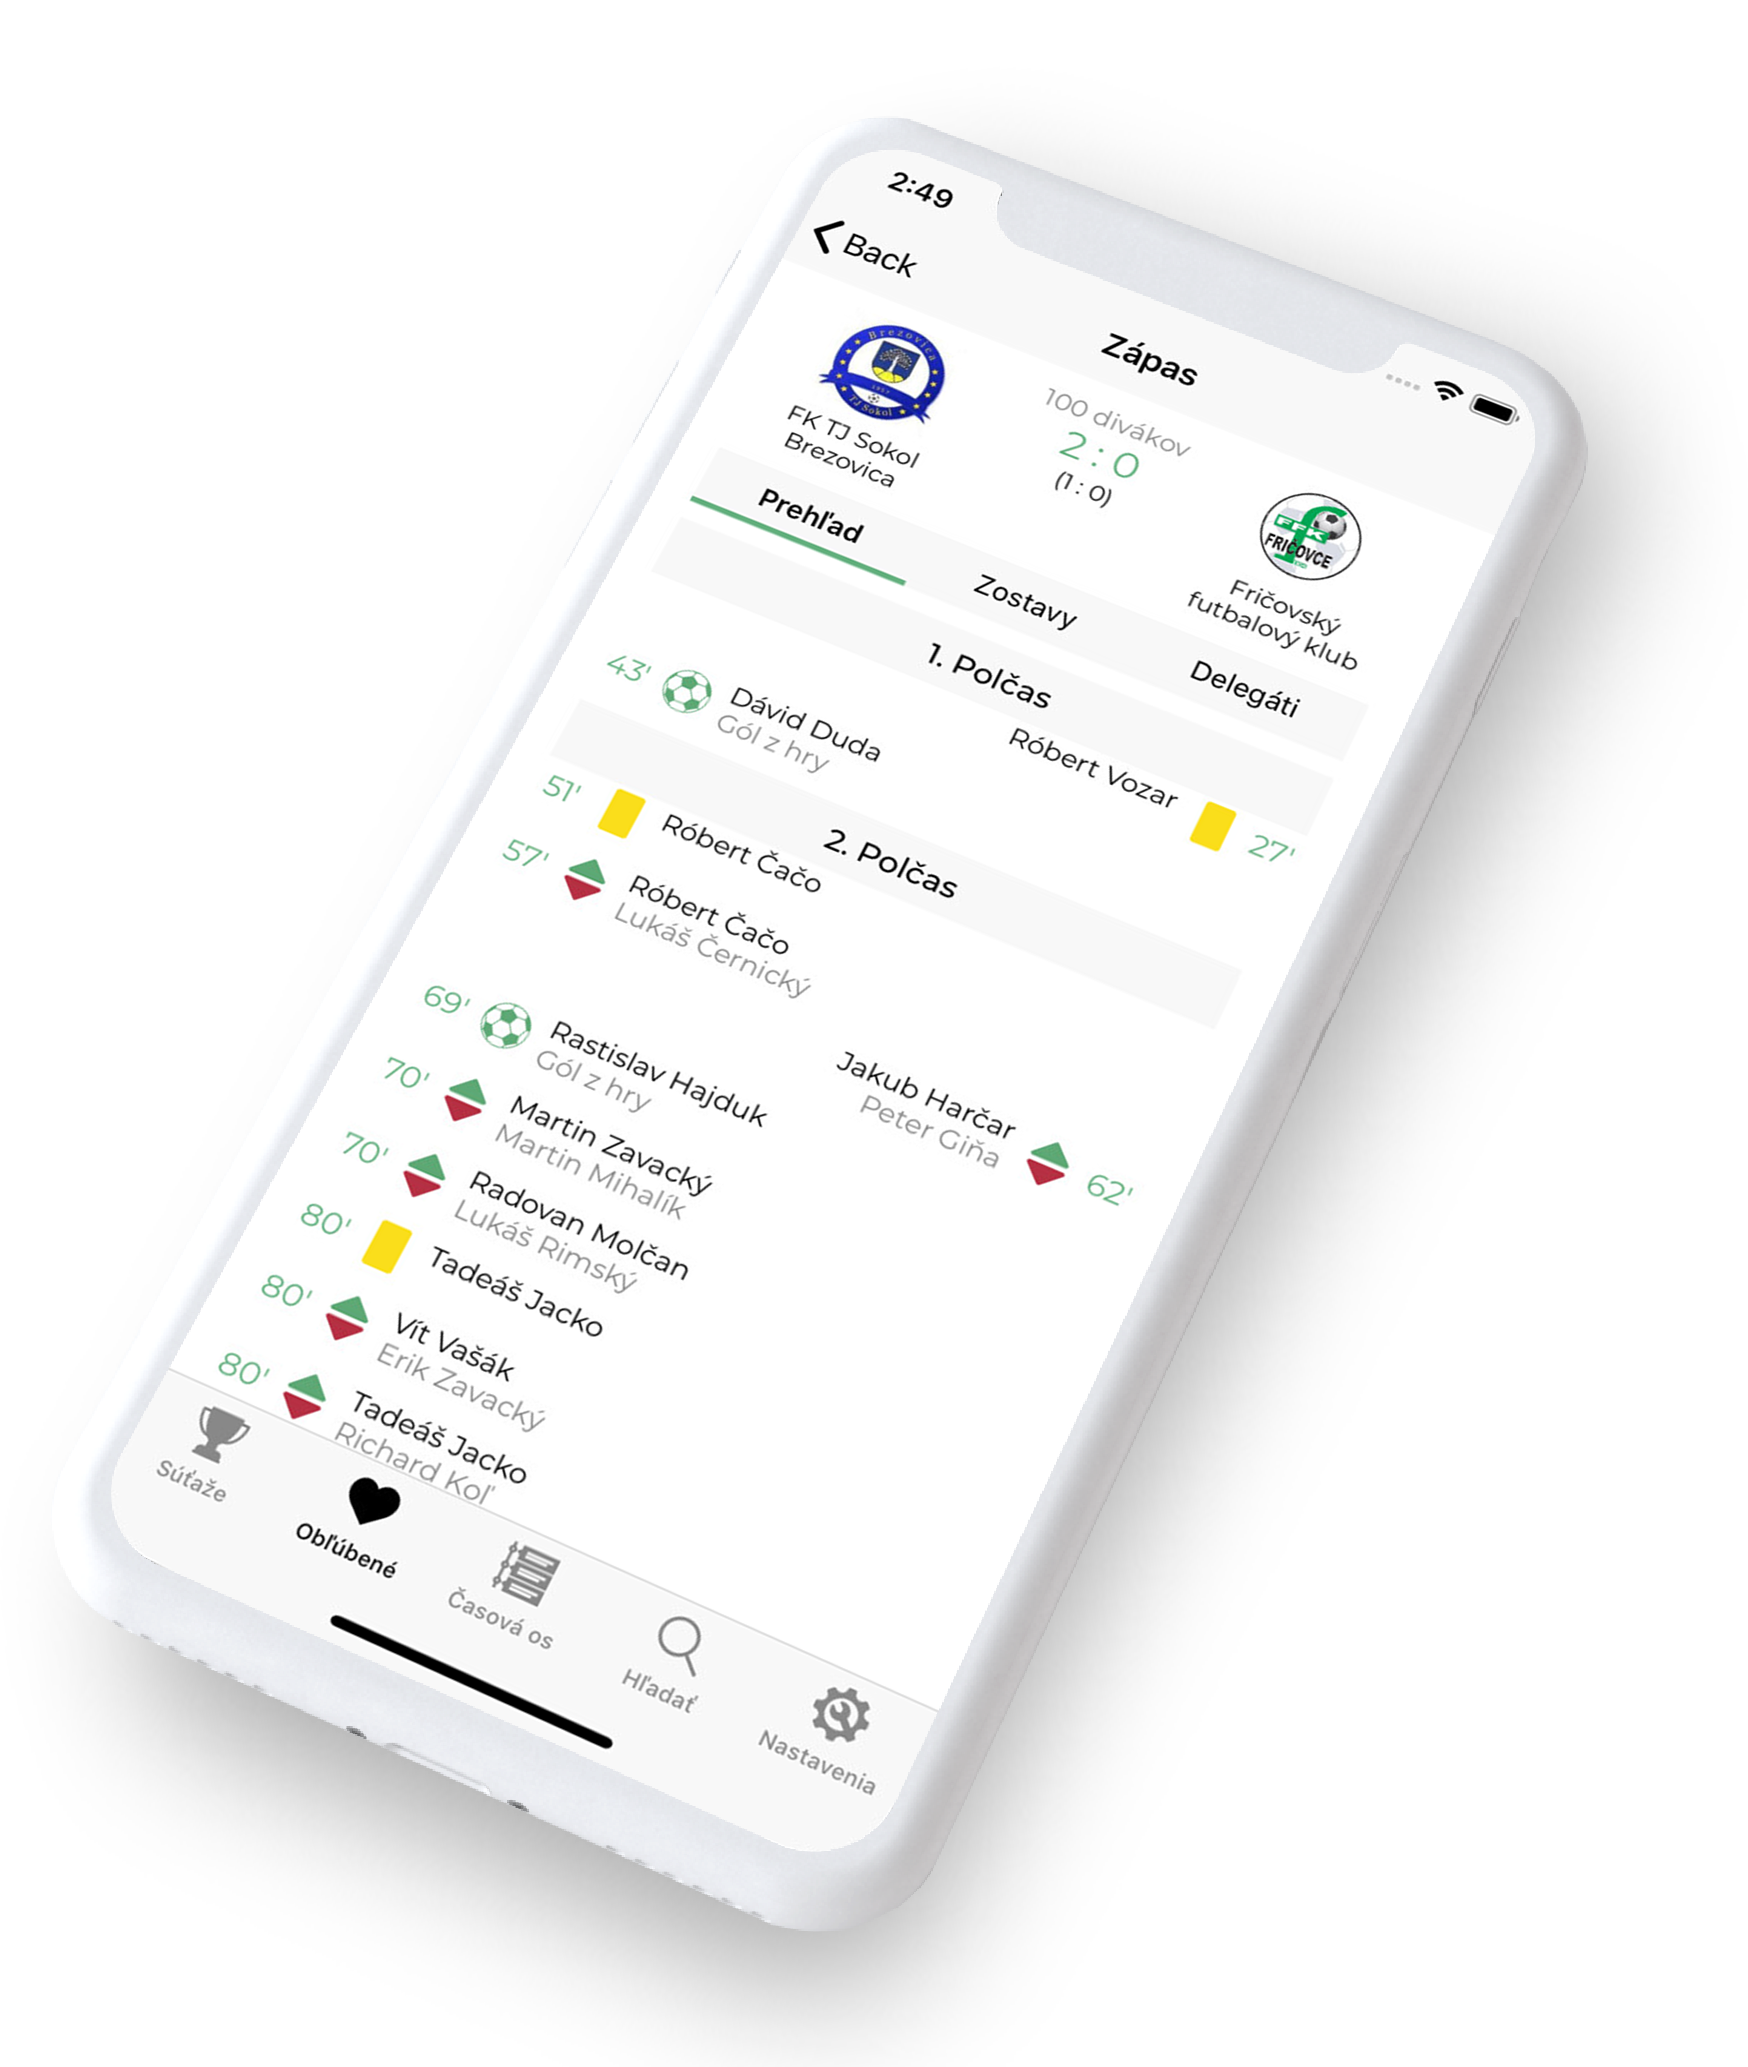 2:49
Back
Zápas
Brezovica
1957
TJ Sokol
FK TJ Sokol
Brezovica
100 divákov
2 : 0
(1 : 0)
FFK
FRIČOVCE
Fričovský
futbalový klub
Prehľad
Zostavy
Delegáti
1. Polčas
Róbert Vozar
27'
43'
Dávid Duda
Gól z hry
2. Polčas
51'
Róbert Čačo
57'
Róbert Čačo
Lukáš Černický
Jakub Harčar
Peter Giňa
62'
69'
Rastislav Hajduk
Gól z hry
70'
Martin Zavacký
Martin Mihalík
70'
Radovan Molčan
Lukáš Rimský
80'
Tadeáš Jacko
80'
Vít Vašák
Erik Zavacký
80'
Tadeáš Jacko
Richard Koľ
Súťaže
Obľúbené
Časová os
Hľadať
Nastavenia